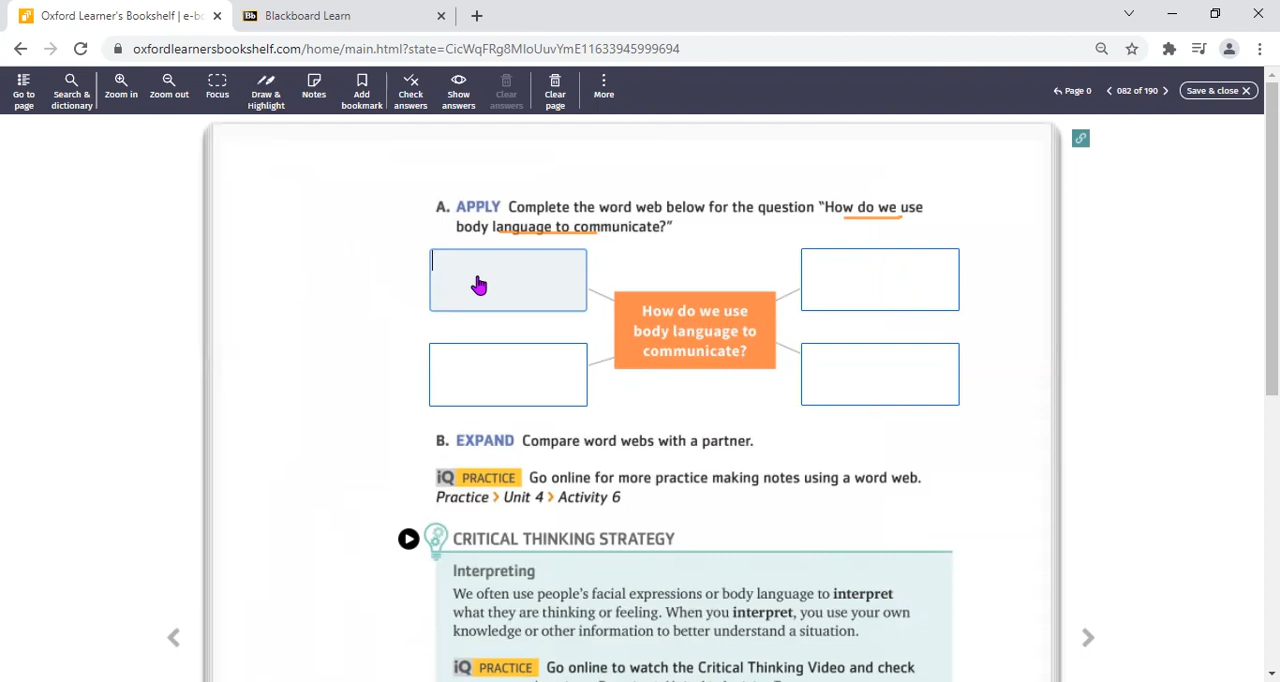 Oxford Learner's Bookshelf | e-bo
Blackboard Learn
oxfordlearnersbookshelf.com/home/main.html?state=CicWqFRg8MIoUuvYmE11633945999694
Go to page
Search & dictionary
Zoom in
Zoom out
Focus
Draw & Highlight
Notes
Add bookmark
Check answers
Show answers
Clear answers
Clear page
More
Page 0
082 of 190
Save & close
A. APPLY Complete the word web below for the question "How do we use
body language to communicate?"
How do we use
body language to
communicate?
B. EXPAND Compare word webs with a partner.
iQ PRACTICE Go online for more practice making notes using a word web.
Practice > Unit 4 > Activity 6
CRITICAL THINKING STRATEGY
Interpreting
We often use people's facial expressions or body language to interpret
what they are thinking or feeling. When you interpret, you use your own
knowledge or other information to better understand a situation.
iQ PRACTICE Go online to watch the Critical Thinking Video and check